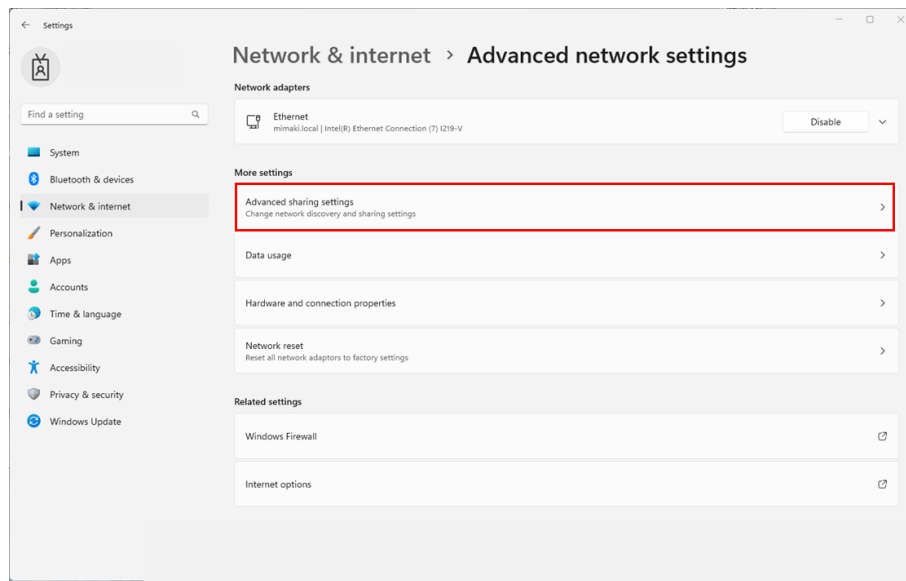 Settings
Network & internet > Advanced network settings
Find a setting
System
Bluetooth & devices
Network & internet
Personalization
Apps
Accounts
Time & language
Gaming
Accessibility
Privacy & security
Windows Update
Network adapters
Ethernet
mimaki.local | Intel(R) Ethernet Connection (7) I219-V
Disable
More settings
Advanced sharing settings
Change network discovery and sharing settings
Data usage
Hardware and connection properties
Network reset
Reset all network adaptors to factory settings
Related settings
Windows Firewall
Internet options